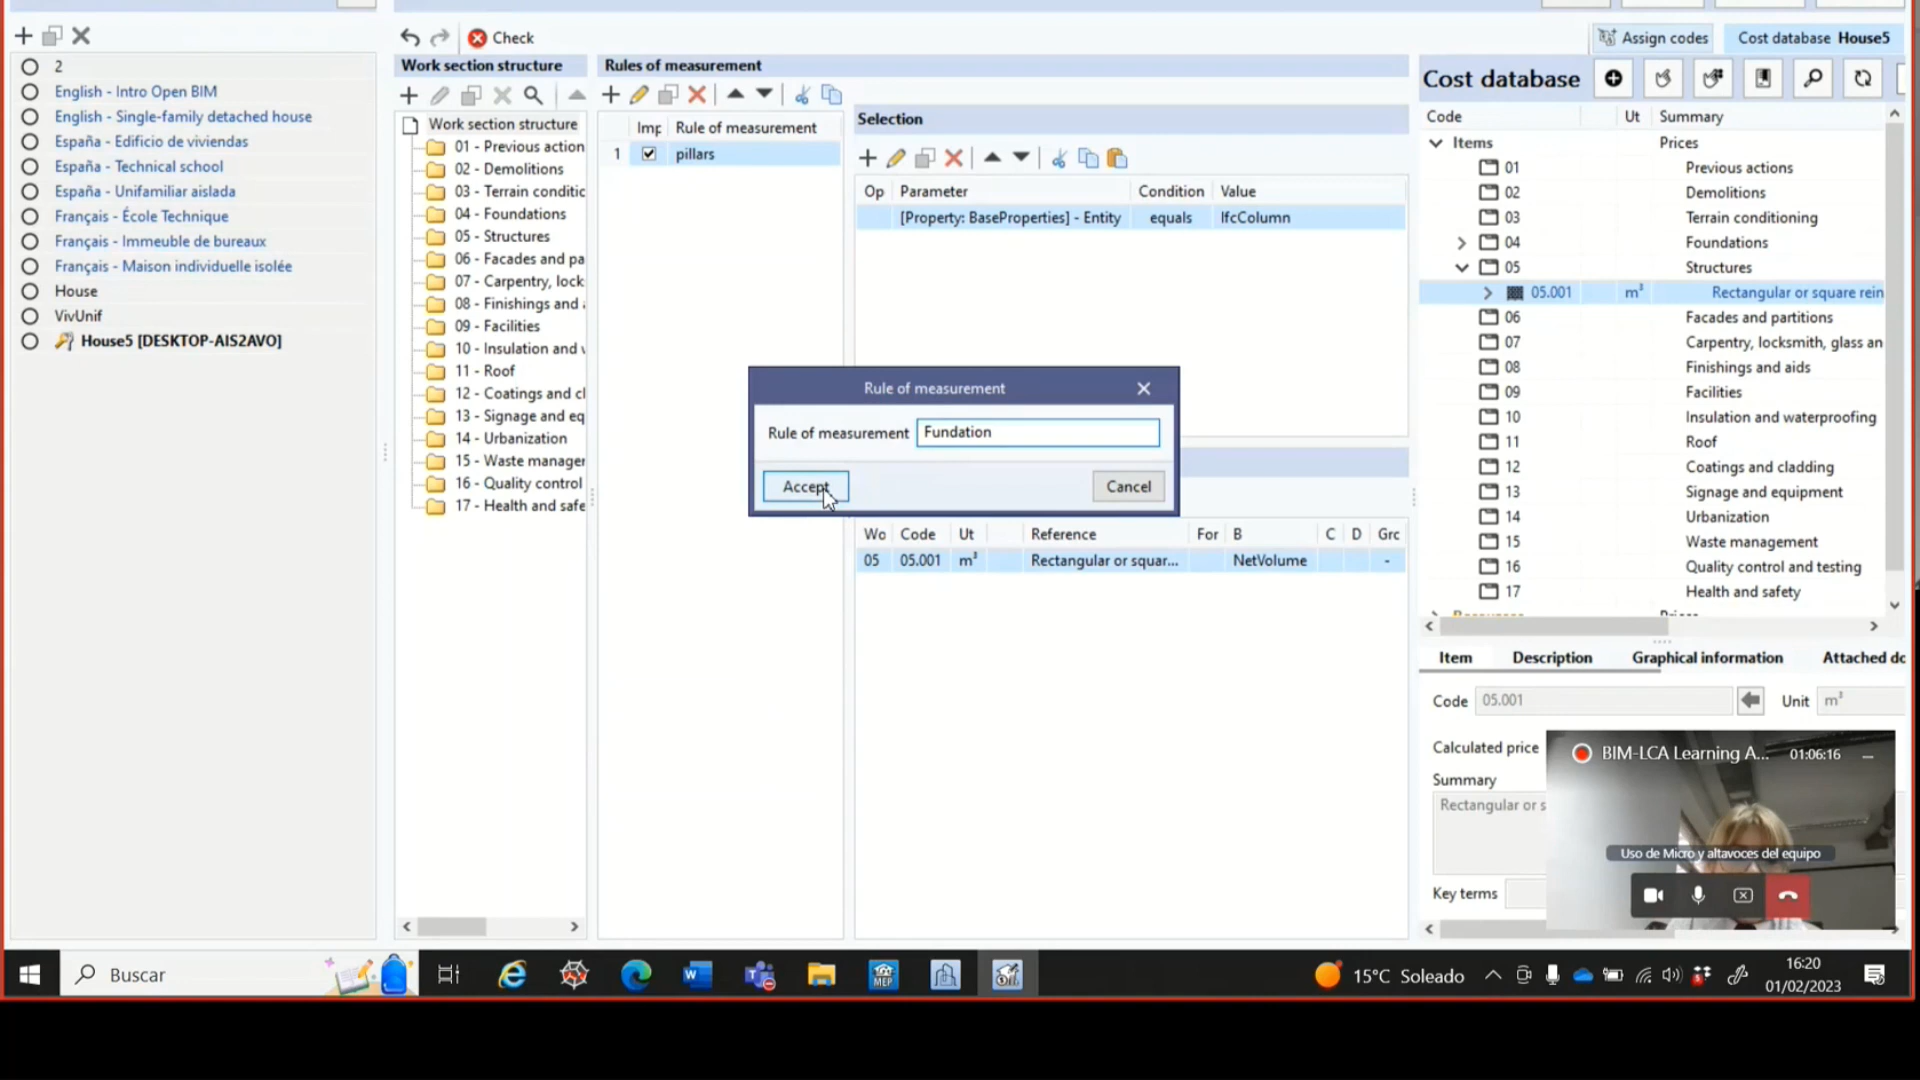 Check
Assign codes
Cost database House5
2
English - Intro Open BIM
English - Single-family detached house
España - Edificio de viviendas
España - Technical school
España - Unifamiliar aislada
Français - École Technique
Français - Immeuble de bureaux
Français - Maison individuelle isolée
House
VivUnif
House5 [DESKTOP-AIS2AVO]
Work section structure
Work section structure
01 - Previous action
02 - Demolitions
03 - Terrain conditic
04 - Foundations
05 - Structures
06 - Facades and pa
07 - Carpentry, lock
08 - Finishings and
09 - Facilities
10 - Insulation and
11 - Roof
12 - Coatings and cl
13 - Signage and eq
14 - Urbanization
15 - Waste manager
16 - Quality control
17 - Health and safe
Rules of measurement
Imp Rule of measurement
1 pillars
Selection
Op Parameter Condition Value
[Property: BaseProperties] - Entity equals IfcColumn
Rule of measurement
Rule of measurement Fundation
Accept Cancel
Wo Code Ut Reference For B C D Grc
05 05.001 m³ Rectangular or squar... NetVolume -
Cost database
Code Ut Summary
Items Prices
01 Previous actions
02 Demolitions
03 Terrain conditioning
04 Foundations
05 Structures
05.001 m³ Rectangular or square rein
06 Facades and partitions
07 Carpentry, locksmith, glass an
08 Finishings and aids
09 Facilities
10 Insulation and waterproofing
11 Roof
12 Coatings and cladding
13 Signage and equipment
14 Urbanization
15 Waste management
16 Quality control and testing
17 Health and safety
Item Description Graphical information Attached do
Code 05.001 Unit m³
Calculated price
Summary
Rectangular or s
Key terms
BIM-LCA Learning A... 01:06:16
Uso de Micro y altavoces del equipo
Buscar
MEP
15°C Soleado
16:20
01/02/2023